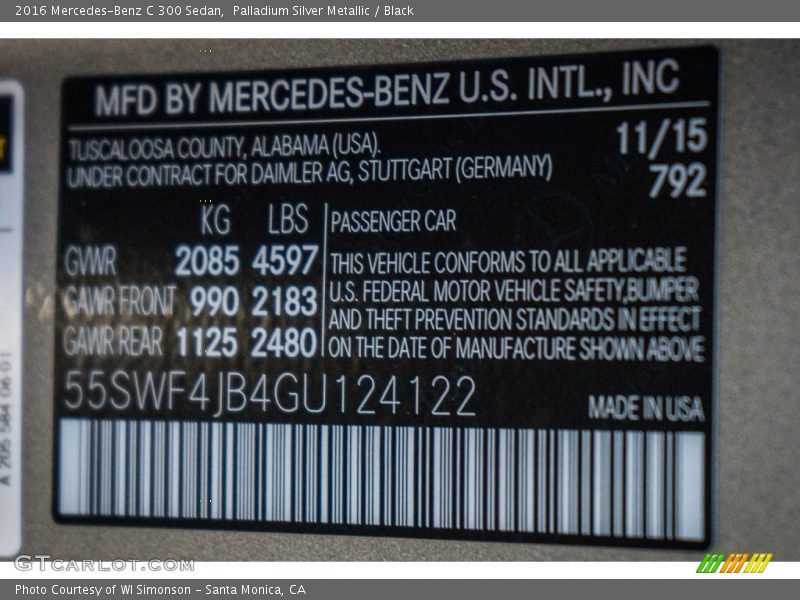 2016 Mercedes-Benz C 300 Sedan, Palladium Silver Metallic / Black
MFD BY MERCEDES-BENZ U.S. INTL., INC
TUSCALOOSA COUNTY, ALABAMA (USA). 11/15
UNDER CONTRACT FOR DAIMLER AG, STUTTGART (GERMANY) 792
KG LBS PASSENGER CAR
GVWR 2085 4597 THIS VEHICLE CONFORMS TO ALL APPLICABLE
GAWR FRONT 990 2183 U.S. FEDERAL MOTOR VEHICLE SAFETY,BUMPER
AND THEFT PREVENTION STANDARDS IN EFFECT
GAWR REAR 1125 2480 ON THE DATE OF MANUFACTURE SHOWN ABOVE
55SWF4JB4GU124122 MADE IN USA
A 205 584 06 01
GTCARLOT.COM
Photo Courtesy of WI Simonson - Santa Monica, CA